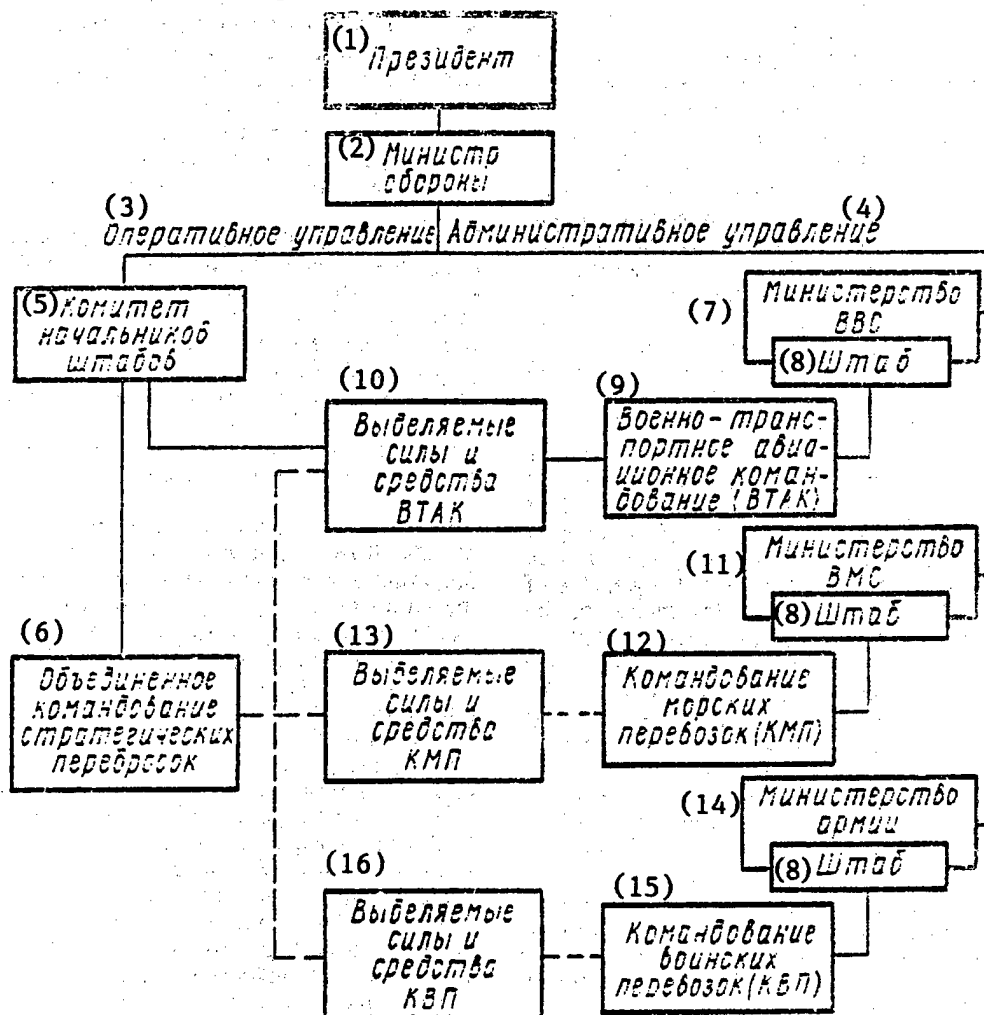 (1) Президент
(2) Министр
обороны
(3) (4)
Оперативное управление Административное управление
(5) Комитет
начальников
штабов
(7) Министерство
ВВС
(8) Штаб
(10)
Выделяемые
силы и
средства
ВТАК
(9)
Военно-транс-
портное авиа-
ционное коман-
дование (ВТАК)
(11) Министерство
ВМС
(8) Штаб
(6)
Объединенное
командование
стратегических
перебросок
(13)
Выделяемые
силы и
средства
КМП
(12)
Командование
морских
перевозок (КМП)
(14) Министерство
армии
(8) Штаб
(16)
Выделяемые
силы и
средства
КВП
(15)
Командование
воинских
перевозок (КВП)